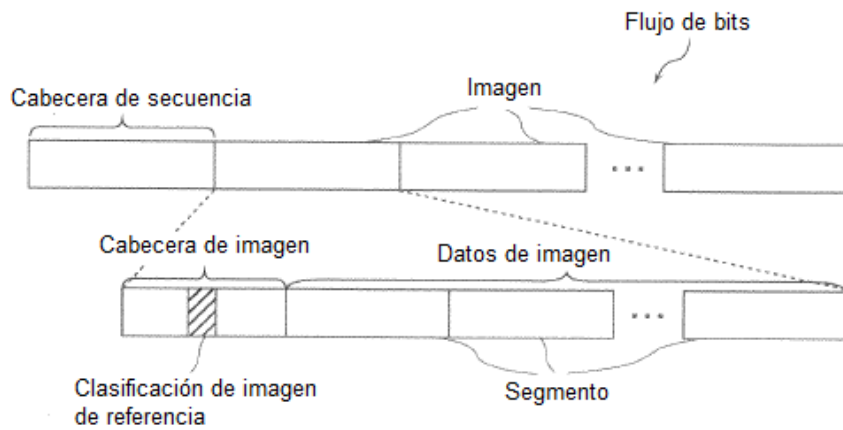 Flujo de bits
Cabecera de secuencia
Imagen
...
Cabecera de imagen
Datos de imagen
...
Clasificación de imagen
de referencia
Segmento